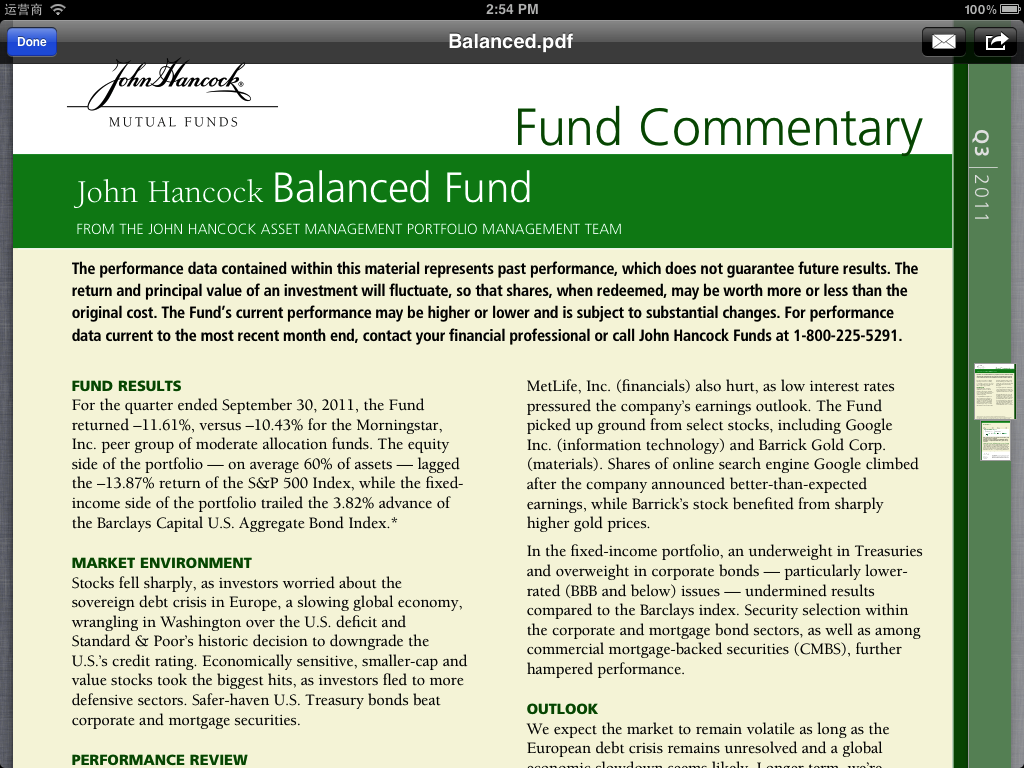 运营商
2:54 PM
100%
Done
Balanced.pdf
John Hancock®
MUTUAL FUNDS
Fund Commentary
Q3 | 2011
John Hancock Balanced Fund
FROM THE JOHN HANCOCK ASSET MANAGEMENT PORTFOLIO MANAGEMENT TEAM
The performance data contained within this material represents past performance, which does not guarantee future results. The
return and principal value of an investment will fluctuate, so that shares, when redeemed, may be worth more or less than the
original cost. The Fund's current performance may be higher or lower and is subject to substantial changes. For performance
data current to the most recent month end, contact your financial professional or call John Hancock Funds at 1-800-225-5291.
FUND RESULTS
For the quarter ended September 30, 2011, the Fund
returned –11.61%, versus –10.43% for the Morningstar,
Inc. peer group of moderate allocation funds. The equity
side of the portfolio — on average 60% of assets — lagged
the –13.87% return of the S&P 500 Index, while the fixed-
income side of the portfolio trailed the 3.82% advance of
the Barclays Capital U.S. Aggregate Bond Index.*
MARKET ENVIRONMENT
Stocks fell sharply, as investors worried about the
sovereign debt crisis in Europe, a slowing global economy,
wrangling in Washington over the U.S. deficit and
Standard & Poor's historic decision to downgrade the
U.S.'s credit rating. Economically sensitive, smaller-cap and
value stocks took the biggest hits, as investors fled to more
defensive sectors. Safer-haven U.S. Treasury bonds beat
corporate and mortgage securities.
PERFORMANCE REVIEW
MetLife, Inc. (financials) also hurt, as low interest rates
pressured the company's earnings outlook. The Fund
picked up ground from select stocks, including Google
Inc. (information technology) and Barrick Gold Corp.
(materials). Shares of online search engine Google climbed
after the company announced better-than-expected
earnings, while Barrick's stock benefited from sharply
higher gold prices.
In the fixed-income portfolio, an underweight in Treasuries
and overweight in corporate bonds — particularly lower-
rated (BBB and below) issues — undermined results
compared to the Barclays index. Security selection within
the corporate and mortgage bond sectors, as well as among
commercial mortgage-backed securities (CMBS), further
hampered performance.
OUTLOOK
We expect the market to remain volatile as long as the
European debt crisis remains unresolved and a global
economic slowdown seems likely. Longer term, we're